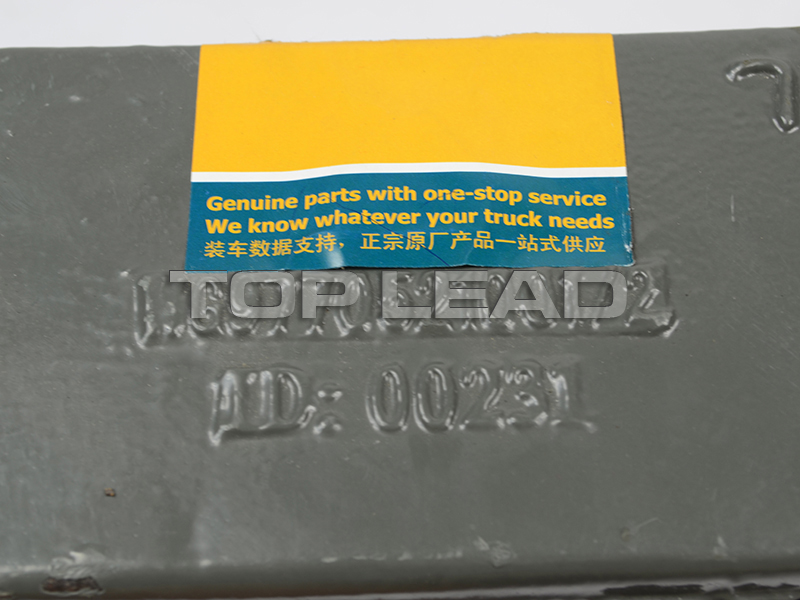 Genuine parts with one-stop service
We know whatever your truck needs
装车数据支持，正宗原厂产品一站式供应
TOP LEAD
ID: 00231